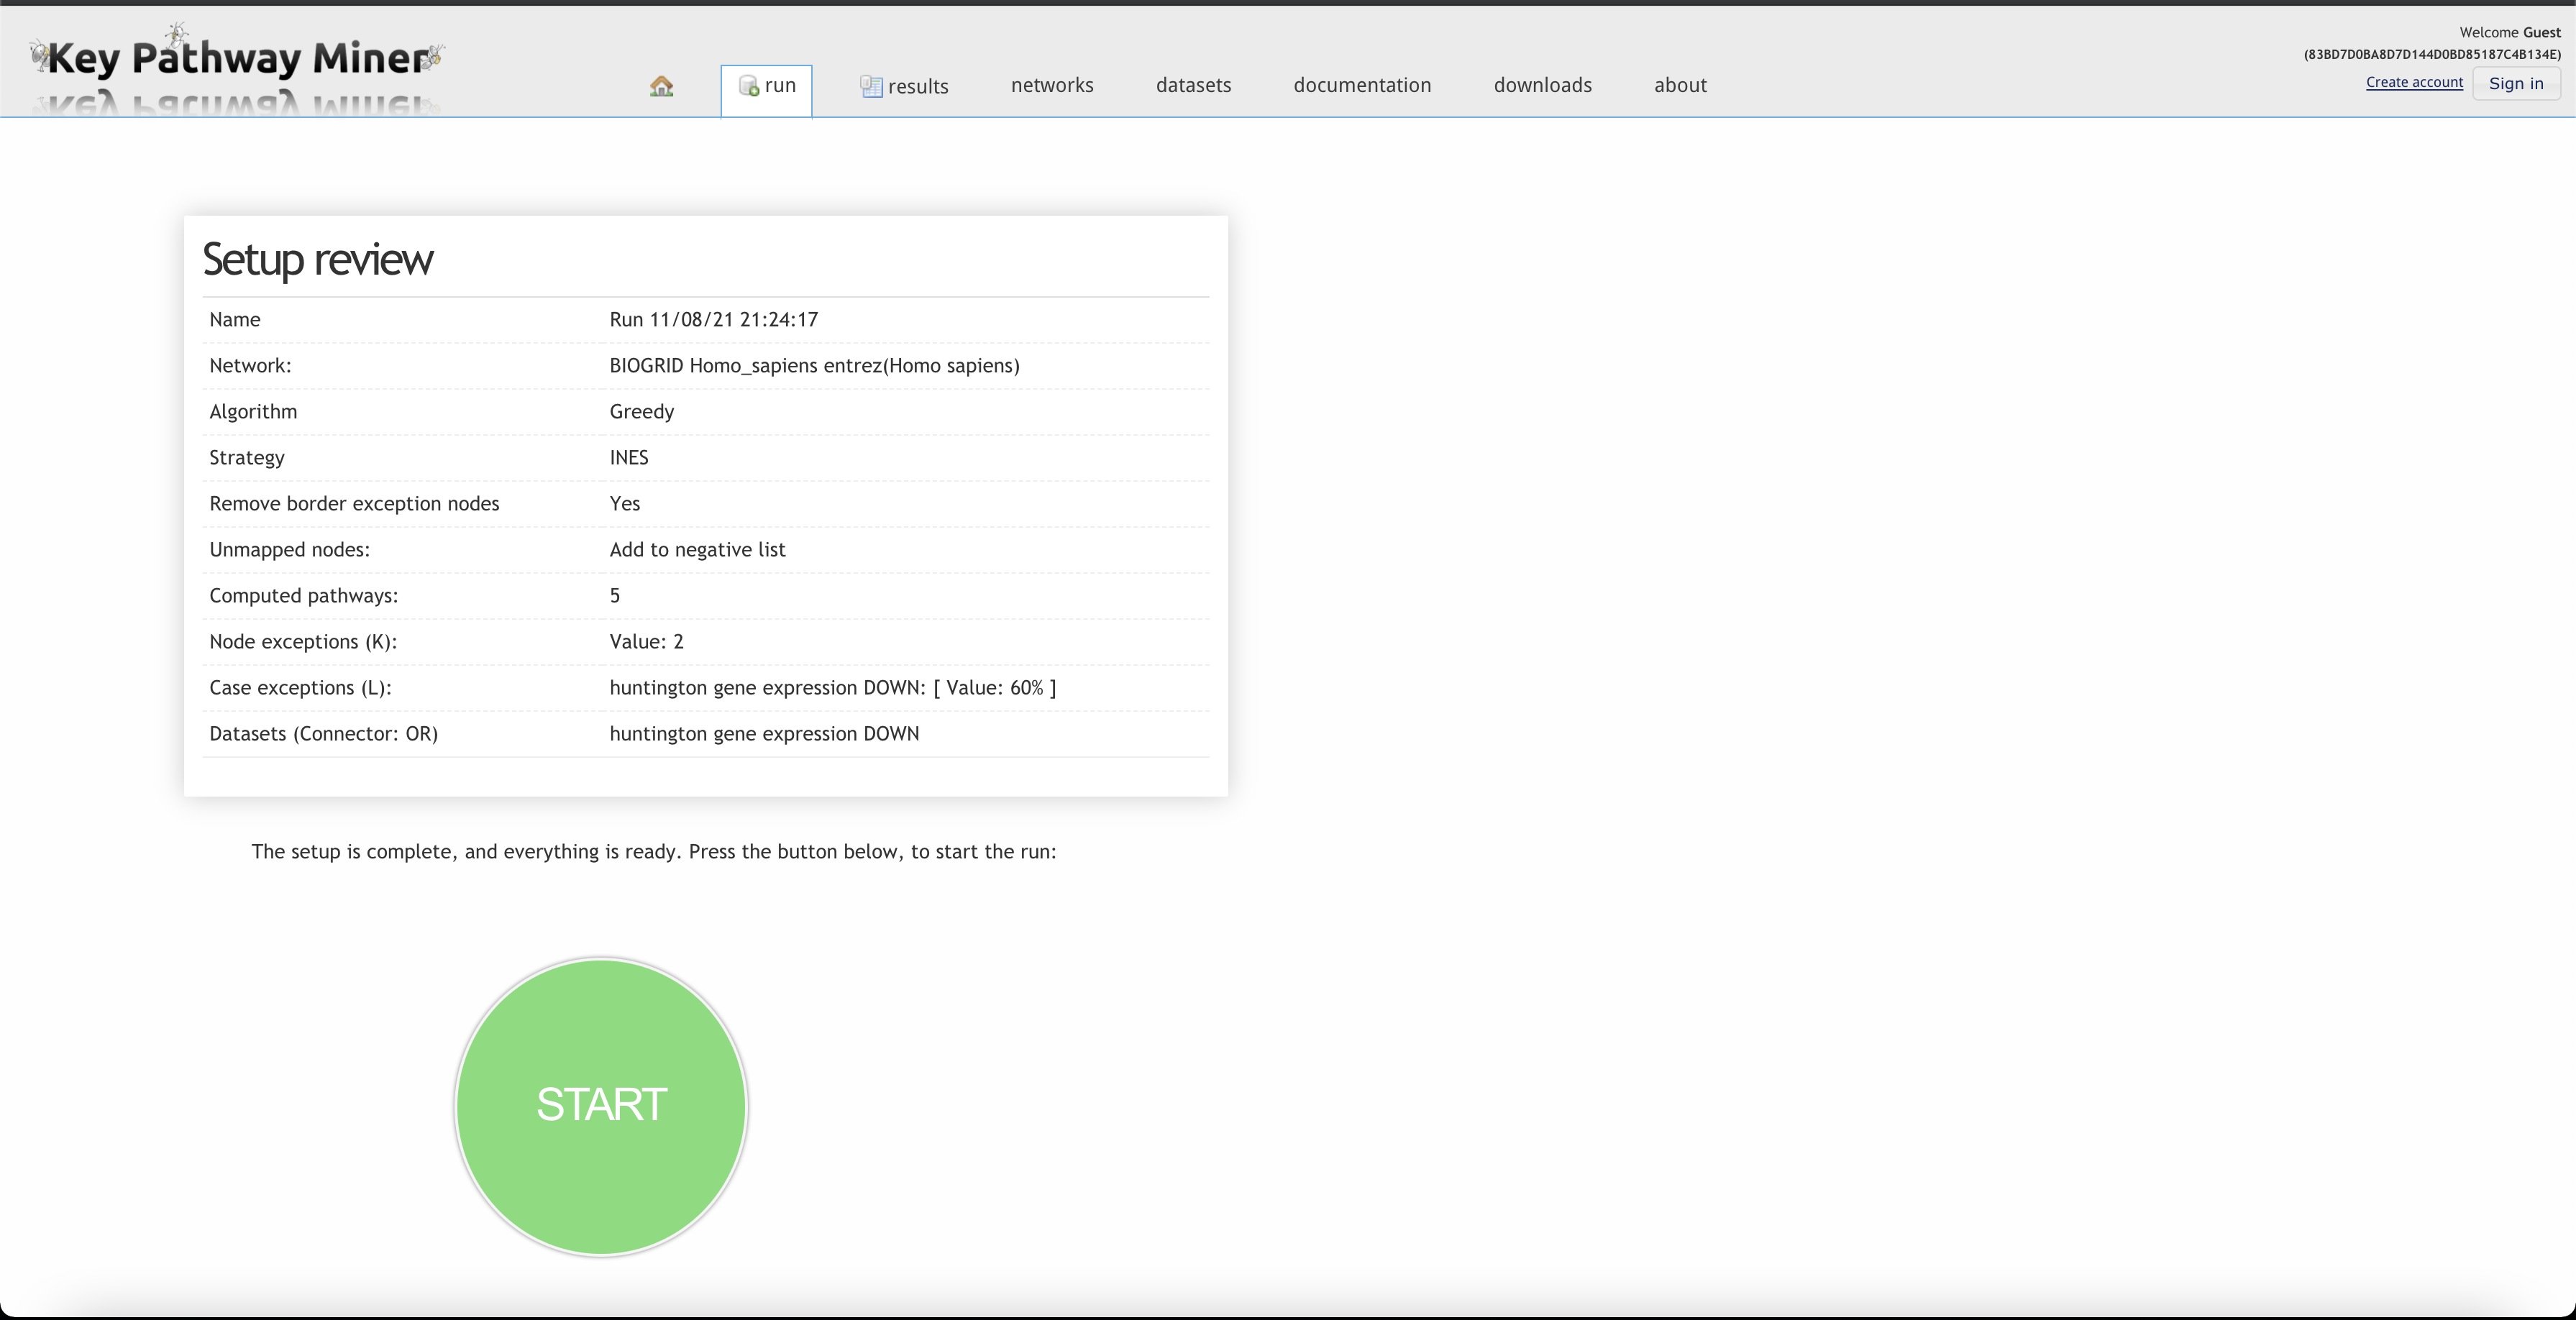 Key Pathway Miner
run
results
networks
datasets
documentation
downloads
about
Welcome Guest
(83BD7D0BA8D7D144D0BD85187C4B134E)
Create account
Sign in
Setup review
Name Run 11/08/21 21:24:17
Network: BIOGRID Homo_sapiens entrez(Homo sapiens)
Algorithm Greedy
Strategy INES
Remove border exception nodes Yes
Unmapped nodes: Add to negative list
Computed pathways: 5
Node exceptions (K): Value: 2
Case exceptions (L): huntington gene expression DOWN: [ Value: 60% ]
Datasets (Connector: OR) huntington gene expression DOWN
The setup is complete, and everything is ready. Press the button below, to start the run:
START